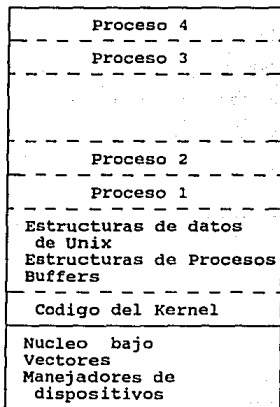 Proceso 4
Proceso 3
Proceso 2
Proceso 1
Estructuras de datos
de Unix
Estructuras de Procesos
Buffers
Codigo del Kernel
Nucleo bajo
Vectores
Manejadores de
dispositivos